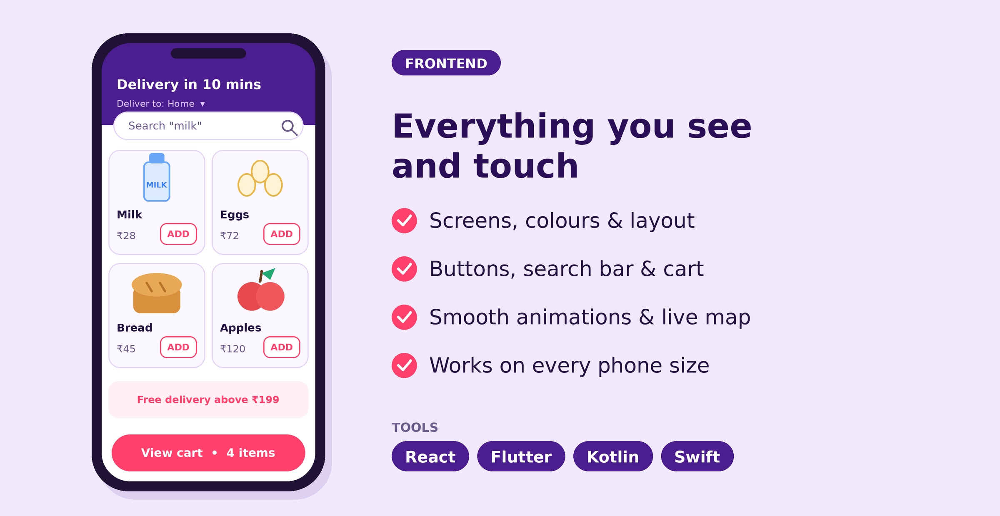 Delivery in 10 mins
Deliver to: Home ▾
Search "milk"
MILK
Milk
₹28
ADD
Eggs
₹72
ADD
Bread
₹45
ADD
Apples
₹120
ADD
Free delivery above ₹199
View cart • 4 items
FRONTEND
Everything you see
and touch
Screens, colours & layout
Buttons, search bar & cart
Smooth animations & live map
Works on every phone size
TOOLS
React Flutter Kotlin Swift